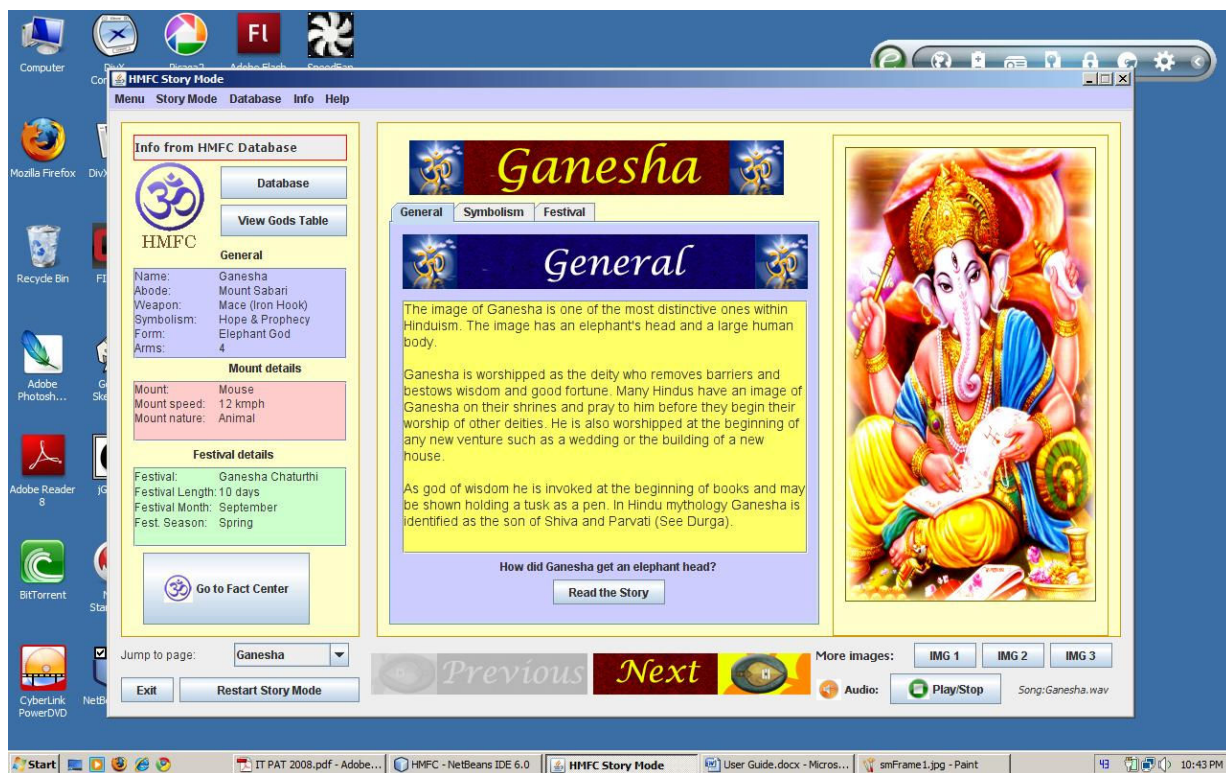 Computer
DivX
Picasa2
Adobe Flash
SpeedFan
Mozilla Firefox
Recycle Bin
Adobe
Photosh...
Adobe Reader
8
BitTorrent
CyberLink
PowerDVD
HMFC Story Mode
Menu Story Mode Database Info Help
Info from HMFC Database
Database
View Gods Table
HMFC
General
Name: Ganesha
Abode: Mount Sabari
Weapon: Mace (Iron Hook)
Symbolism: Hope & Prophecy
Form: Elephant God
Arms: 4
Mount details
Mount: Mouse
Mount speed: 12 kmph
Mount nature: Animal
Festival details
Festival: Ganesha Chaturthi
Festival Length: 10 days
Festival Month: September
Fest. Season: Spring
Go to Fact Center
Jump to page: Ganesha
Exit Restart Story Mode
Ganesha
General Symbolism Festival
General
The image of Ganesha is one of the most distinctive ones within
Hinduism. The image has an elephant's head and a large human
body.
Ganesha is worshipped as the deity who removes barriers and
bestows wisdom and good fortune. Many Hindus have an image of
Ganesha on their shrines and pray to him before they begin their
worship of other deities. He is also worshipped at the beginning of
any new venture such as a wedding or the building of a new
house.
As god of wisdom he is invoked at the beginning of books and may
be shown holding a tusk as a pen. In Hindu mythology Ganesha is
identified as the son of Shiva and Parvati (See Durga).
How did Ganesha get an elephant head?
Read the Story
Previous Next
More images: IMG 1 IMG 2 IMG 3
Audio: Play/Stop Song:Ganesha.wav
Start
IT PAT 2008.pdf - Adobe...
HMFC - NetBeans IDE 6.0
HMFC Story Mode
User Guide.docx - Micros...
smFrame1.jpg - Paint
43
10:43 PM